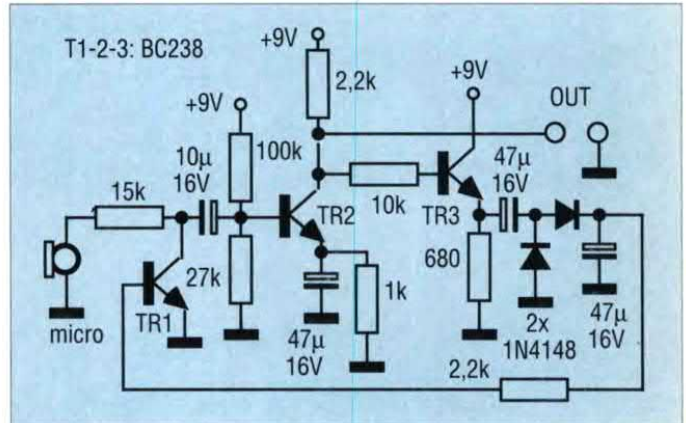 T1-2-3: BC238
+9V
2,2k
+9V
+9V
OUT
10µ
16V
100k
47µ
16V
15k
10k
TR2
TR3
27k
680
1k
TR1
micro
47µ
16V
2x
1N4148
47µ
16V
2,2k